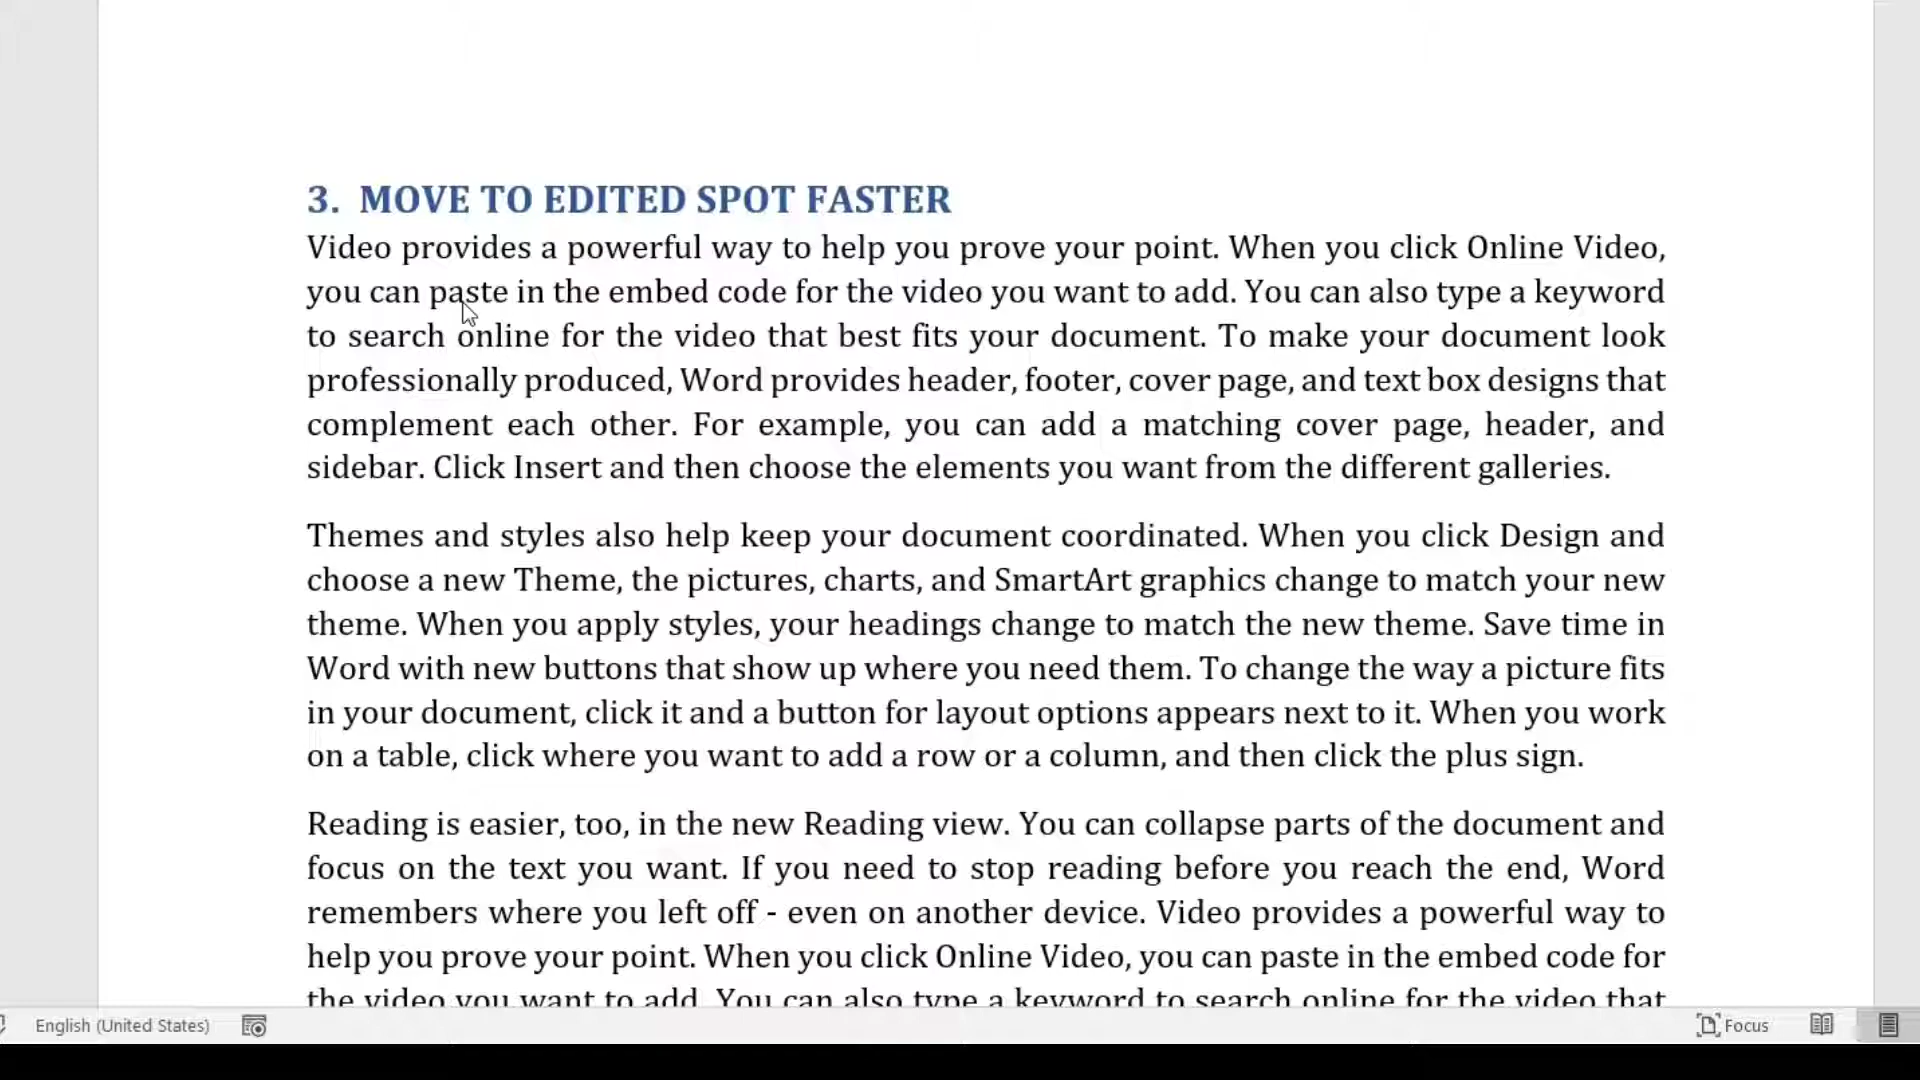 3. MOVE TO EDITED SPOT FASTER
Video provides a powerful way to help you prove your point. When you click Online Video,
you can paste in the embed code for the video you want to add. You can also type a keyword
to search online for the video that best fits your document. To make your document look
professionally produced, Word provides header, footer, cover page, and text box designs that
complement each other. For example, you can add a matching cover page, header, and
sidebar. Click Insert and then choose the elements you want from the different galleries.
Themes and styles also help keep your document coordinated. When you click Design and
choose a new Theme, the pictures, charts, and SmartArt graphics change to match your new
theme. When you apply styles, your headings change to match the new theme. Save time in
Word with new buttons that show up where you need them. To change the way a picture fits
in your document, click it and a button for layout options appears next to it. When you work
on a table, click where you want to add a row or a column, and then click the plus sign.
Reading is easier, too, in the new Reading view. You can collapse parts of the document and
focus on the text you want. If you need to stop reading before you reach the end, Word
remembers where you left off - even on another device. Video provides a powerful way to
help you prove your point. When you click Online Video, you can paste in the embed code for
the video you want to add. You can also type a keyword to search online for the video that
English (United States)
Focus